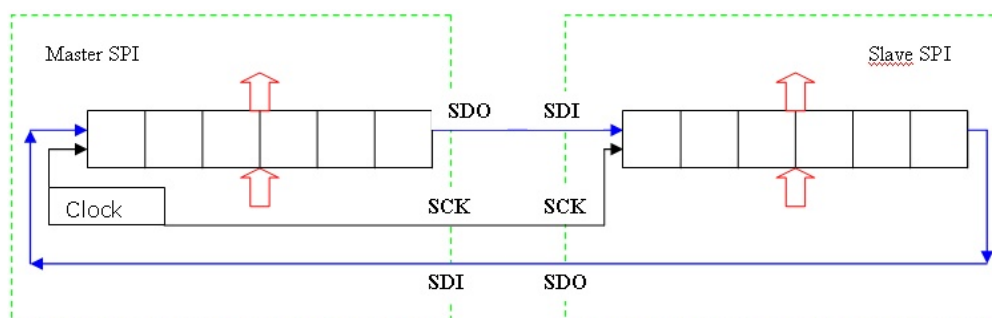 Master SPI
Slave SPI
SDO
SDI
Clock
SCK
SCK
SDI
SDO